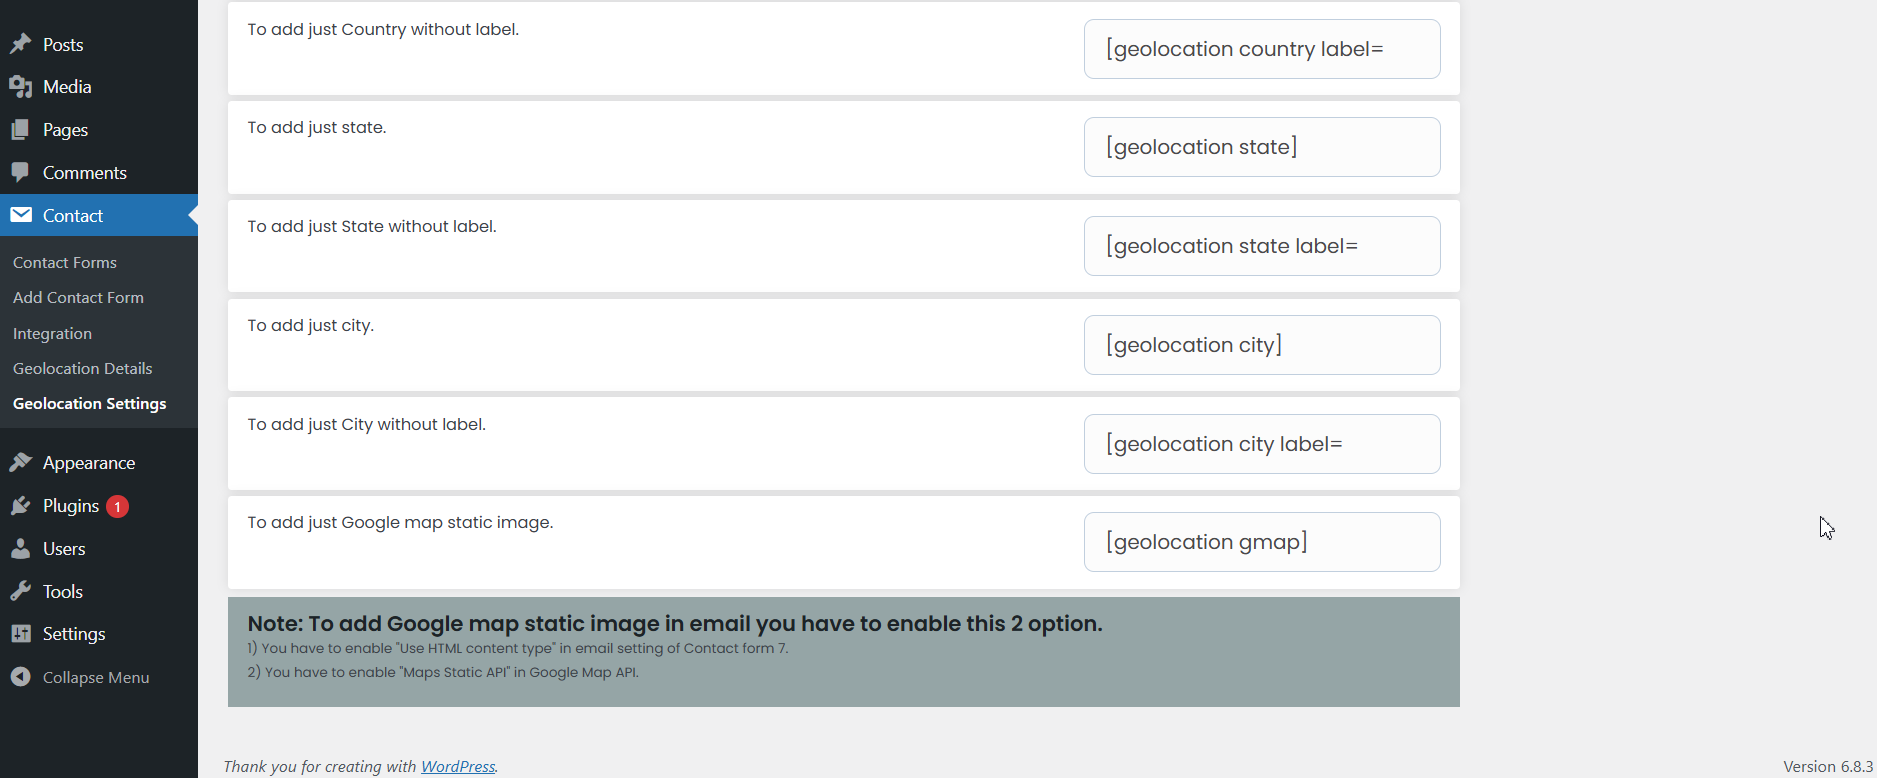 Posts
Media
Pages
Comments
Contact
Contact Forms
Add Contact Form
Integration
Geolocation Details
Geolocation Settings
Appearance
Plugins 1
Users
Tools
Settings
Collapse Menu
To add just Country without label.
[geolocation country label=
To add just state.
[geolocation state]
To add just State without label.
[geolocation state label=
To add just city.
[geolocation city]
To add just City without label.
[geolocation city label=
To add just Google map static image.
[geolocation gmap]
Note: To add Google map static image in email you have to enable this 2 option.
1) You have to enable "Use HTML content type" in email setting of Contact form 7.
2) You have to enable "Maps Static API" in Google Map API.
Thank you for creating with WordPress.
Version 6.8.3